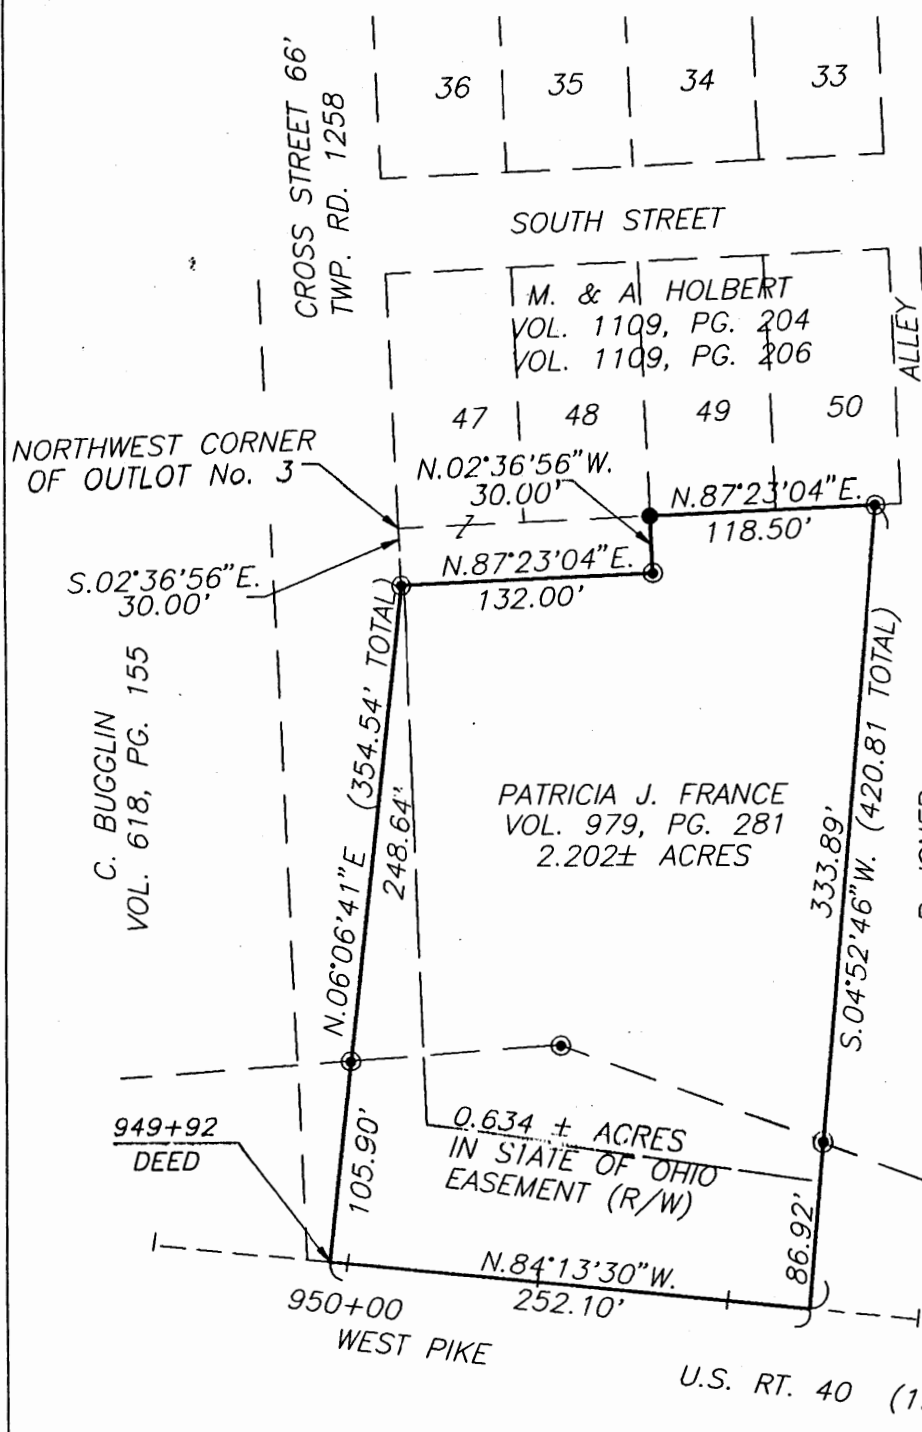 36
35
34
33
CROSS STREET 66'
TWP. RD. 1258
SOUTH STREET
M. & A HOLBERT
VOL. 1109, PG. 204
VOL. 1109, PG. 206
ALLEY
47
48
49
50
NORTHWEST CORNER
OF OUTLOT No. 3
N.02°36'56"W.
30.00'
N.87°23'04"E.
118.50'
S.02°36'56"E.
30.00'
N.87°23'04"E.
132.00'
C. BUGGLIN
VOL. 618, PG. 155
N.06°06'41"E (354.54' TOTAL)
248.64'
PATRICIA J. FRANCE
VOL. 979, PG. 281
2.202± ACRES
333.89'
S.04°52'46"W. (420.81 TOTAL)
949+92
DEED
105.90'
0.634 ± ACRES
IN STATE OF OHIO
EASEMENT (R/W)
86.92'
N.84°13'30"W.
252.10'
950+00
WEST PIKE
U.S. RT. 40 (1